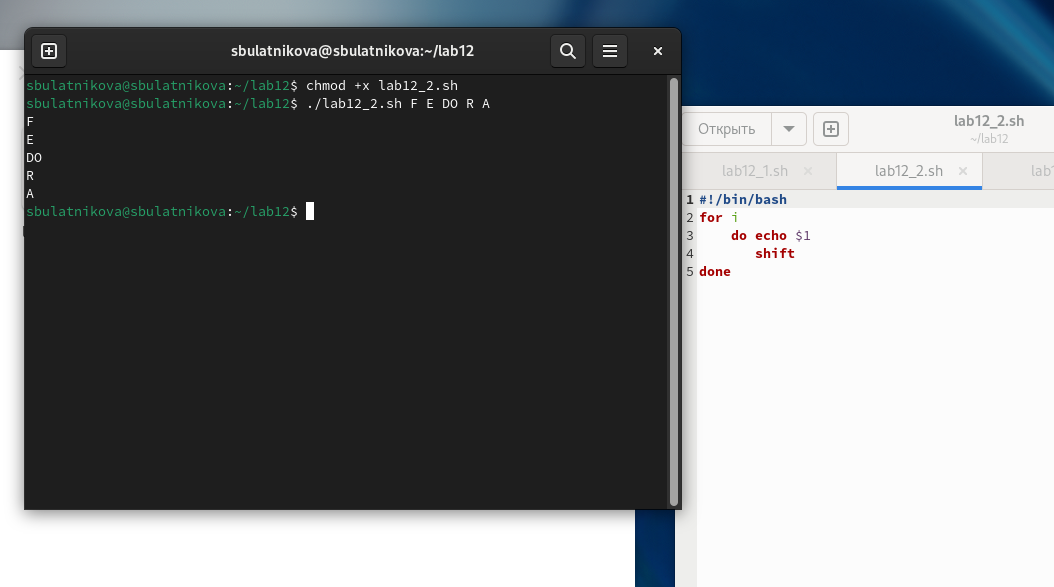 sbulatnikova@sbulatnikova:~/lab12
sbulatnikova@sbulatnikova:~/lab12$ chmod +x lab12_2.sh
sbulatnikova@sbulatnikova:~/lab12$ ./lab12_2.sh F E DO R A
F
E
DO
R
A
sbulatnikova@sbulatnikova:~/lab12$
Открыть
lab12_2.sh
~/lab12
lab12_1.sh
lab12_2.sh
lab1
1 #!/bin/bash
2 for i
3     do echo $1
4        shift
5 done